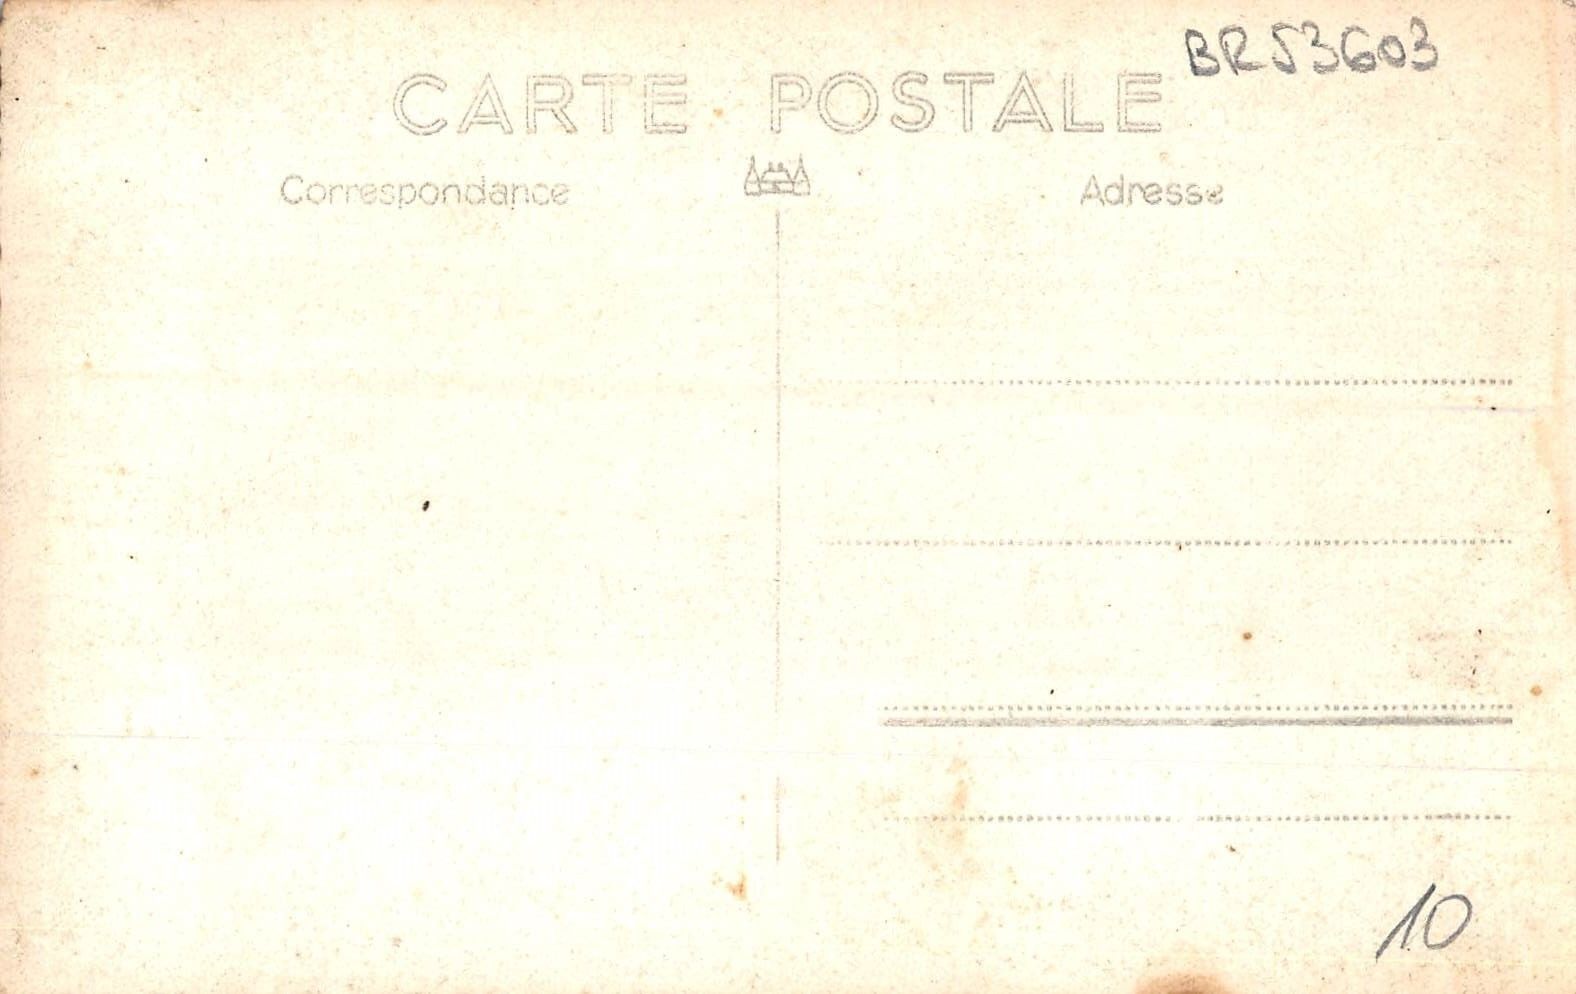 BR53603
CARTE POSTALE
Correspondance
Adresse
10